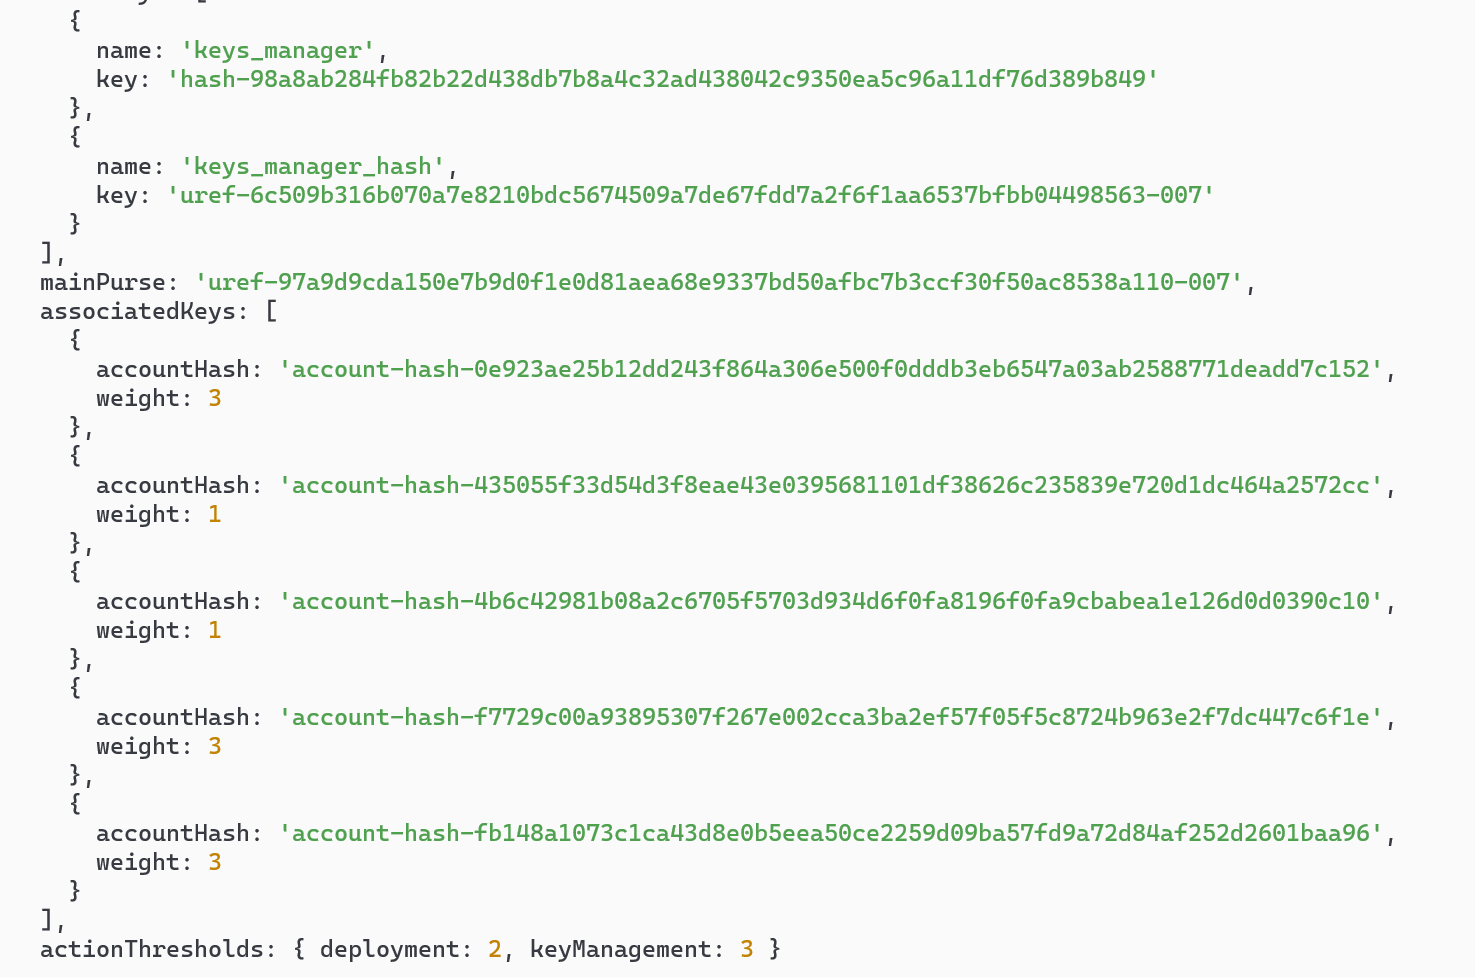 {
name: 'keys_manager',
key: 'hash-98a8ab284fb82b22d438db7b8a4c32ad438042c9350ea5c96a11df76d389b849'
},
{
name: 'keys_manager_hash',
key: 'uref-6c509b316b070a7e8210bdc5674509a7de67fdd7a2f6f1aa6537bfbb04498563-007'
}
],
mainPurse: 'uref-97a9d9cda150e7b9d0f1e0d81aea68e9337bd50afbc7b3ccf30f50ac8538a110-007',
associatedKeys: [
{
accountHash: 'account-hash-0e923ae25b12dd243f864a306e500f0dddb3eb6547a03ab2588771deadd7c152',
weight: 3
},
{
accountHash: 'account-hash-435055f33d54d3f8eae43e0395681101df38626c235839e720d1dc464a2572cc',
weight: 1
},
{
accountHash: 'account-hash-4b6c42981b08a2c6705f5703d934d6f0fa8196f0fa9cbabea1e126d0d0390c10',
weight: 1
},
{
accountHash: 'account-hash-f7729c00a93895307f267e002cca3ba2ef57f05f5c8724b963e2f7dc447c6f1e',
weight: 3
},
{
accountHash: 'account-hash-fb148a1073c1ca43d8e0b5eea50ce2259d09ba57fd9a72d84af252d2601baa96',
weight: 3
}
],
actionThresholds: { deployment: 2, keyManagement: 3 }